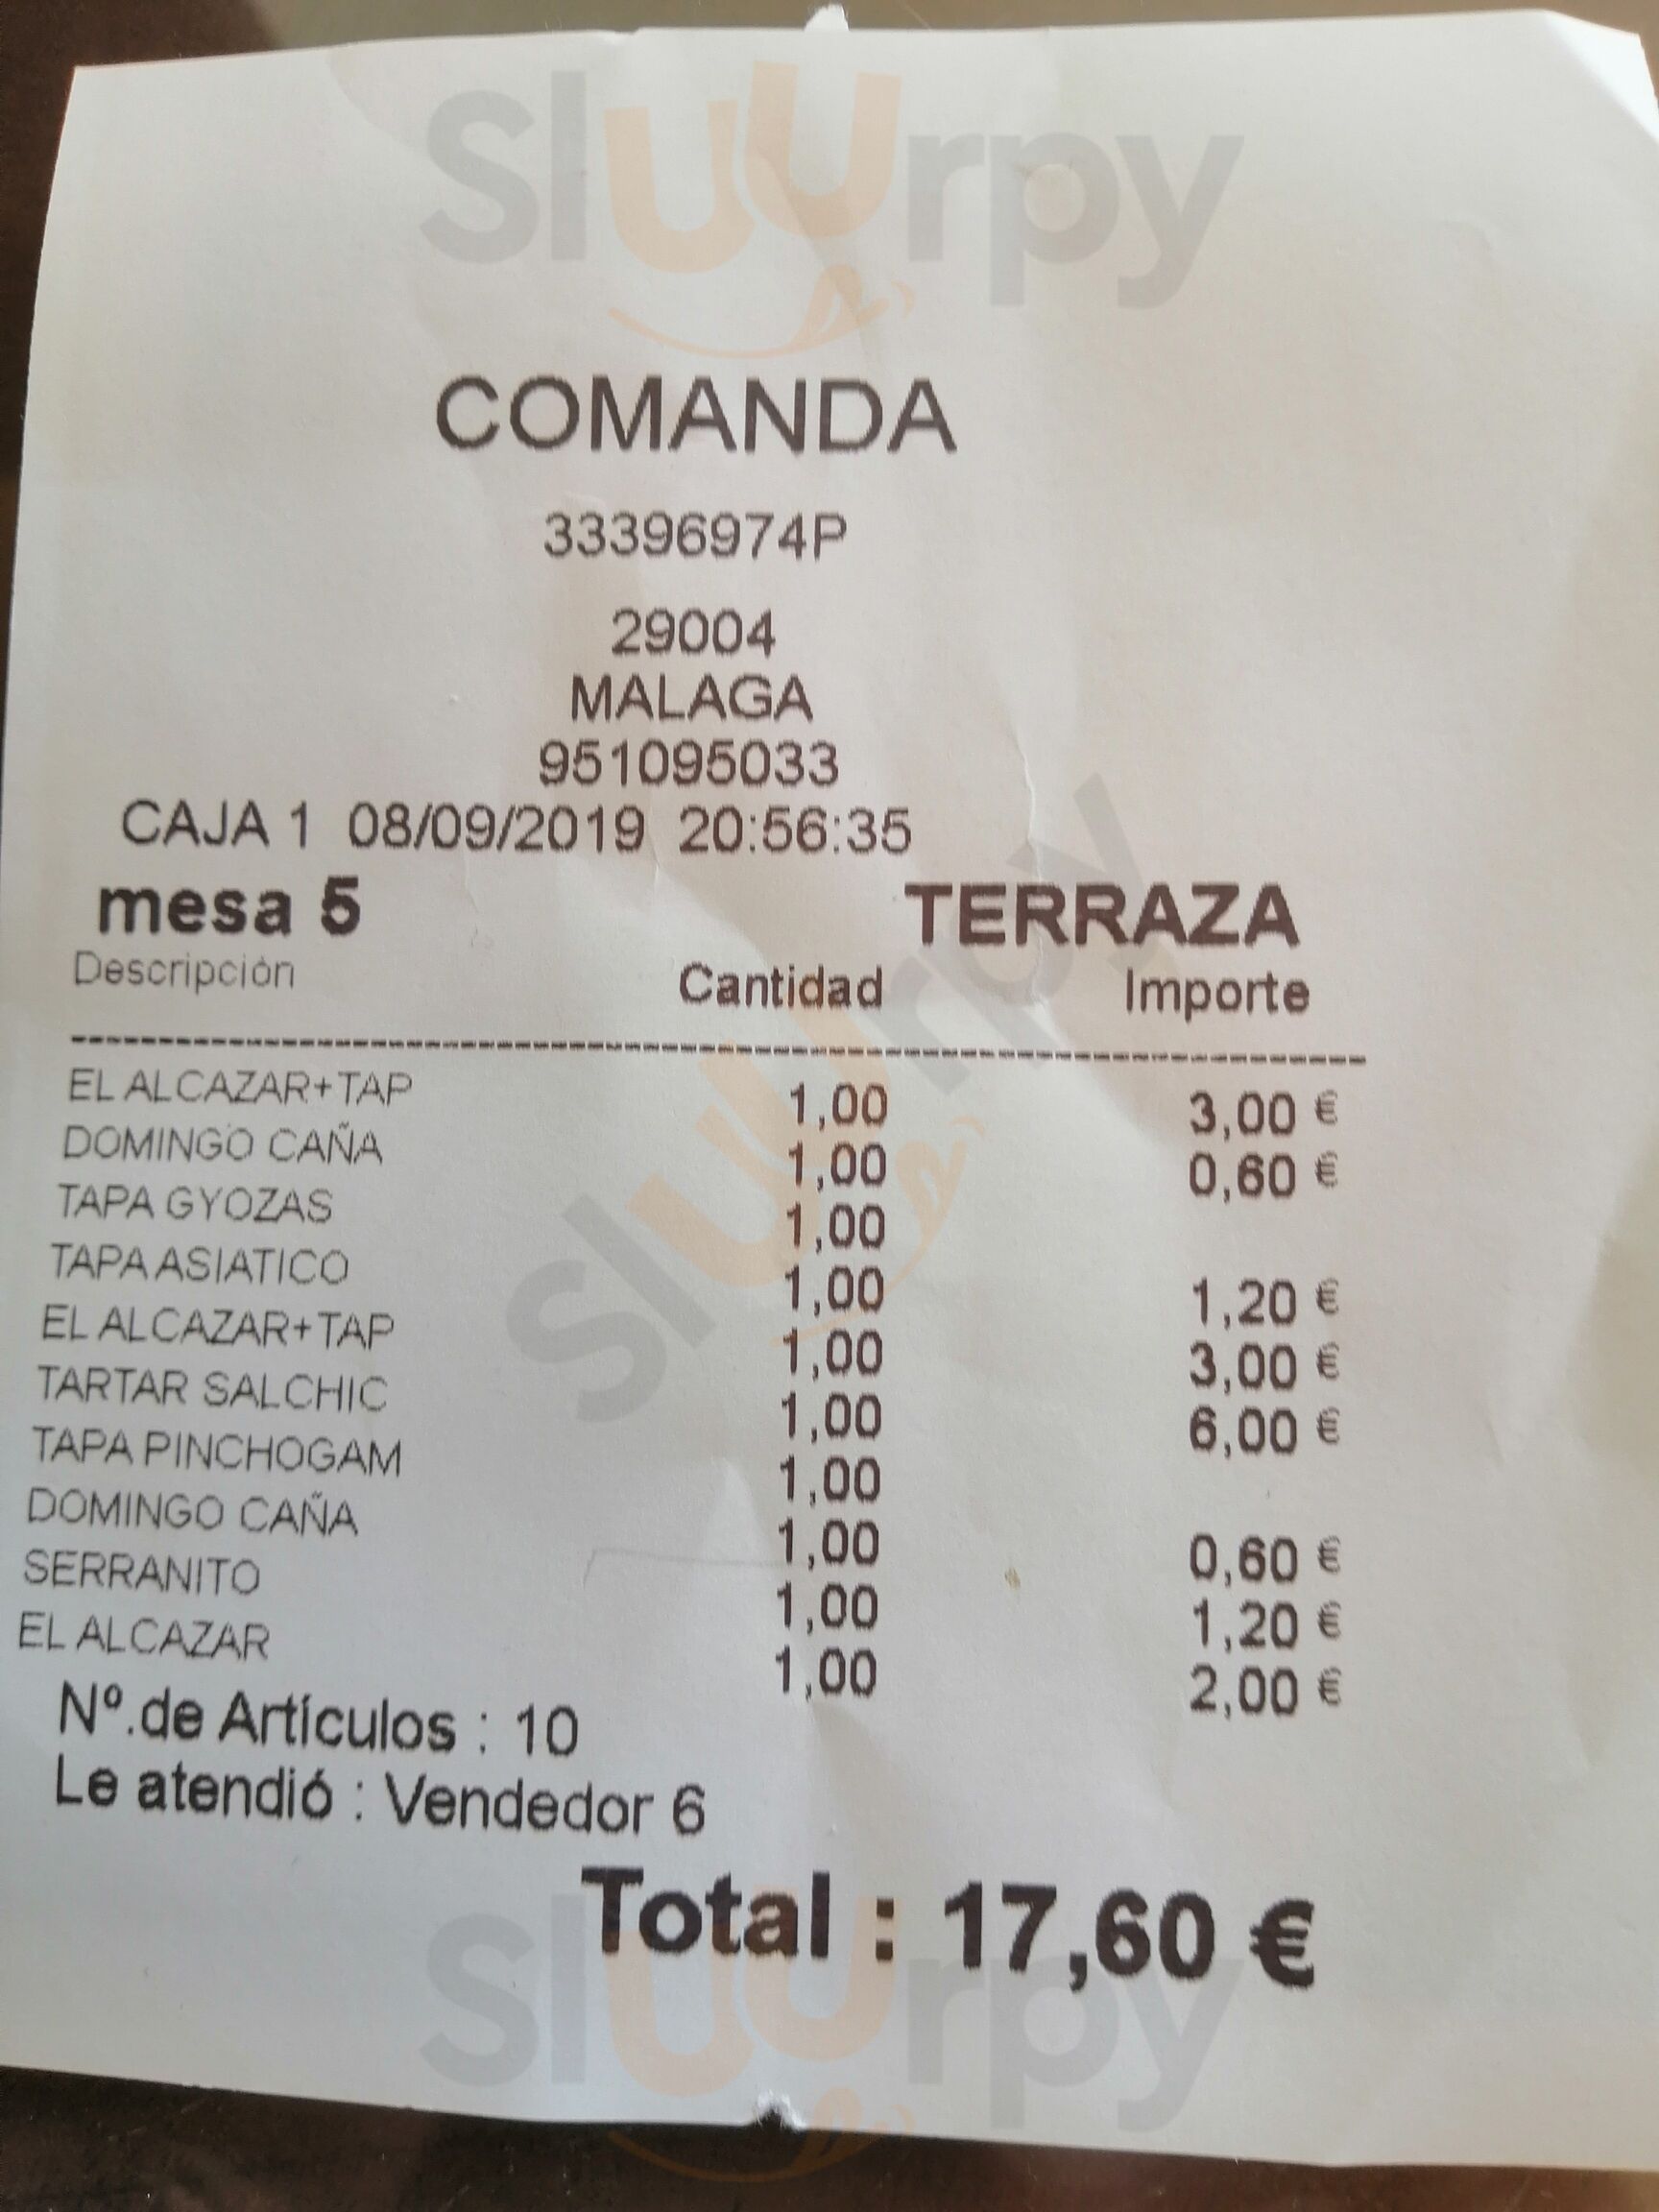 Sluurpy
COMANDA
33396974P
29004
MALAGA
951095033
CAJA 1 08/09/2019 20:56:35
mesa 5 TERRAZA
Descripción Cantidad Importe
EL ALCAZAR+TAP 1,00 3,00 €
DOMINGO CAÑA 1,00 0,60 €
TAPA GYOZAS 1,00
TAPA ASIATICO 1,00 1,20 €
EL ALCAZAR+TAP 1,00 3,00 €
TARTAR SALCHIC 1,00 6,00 €
TAPA PINCHOGAM 1,00
DOMINGO CAÑA 1,00 0,60 €
SERRANITO 1,00 1,20 €
EL ALCAZAR 1,00 2,00 €
Nº.de Artículos : 10
Le atendió : Vendedor 6
Total : 17,60 €
Sluurpy
Sluurpy